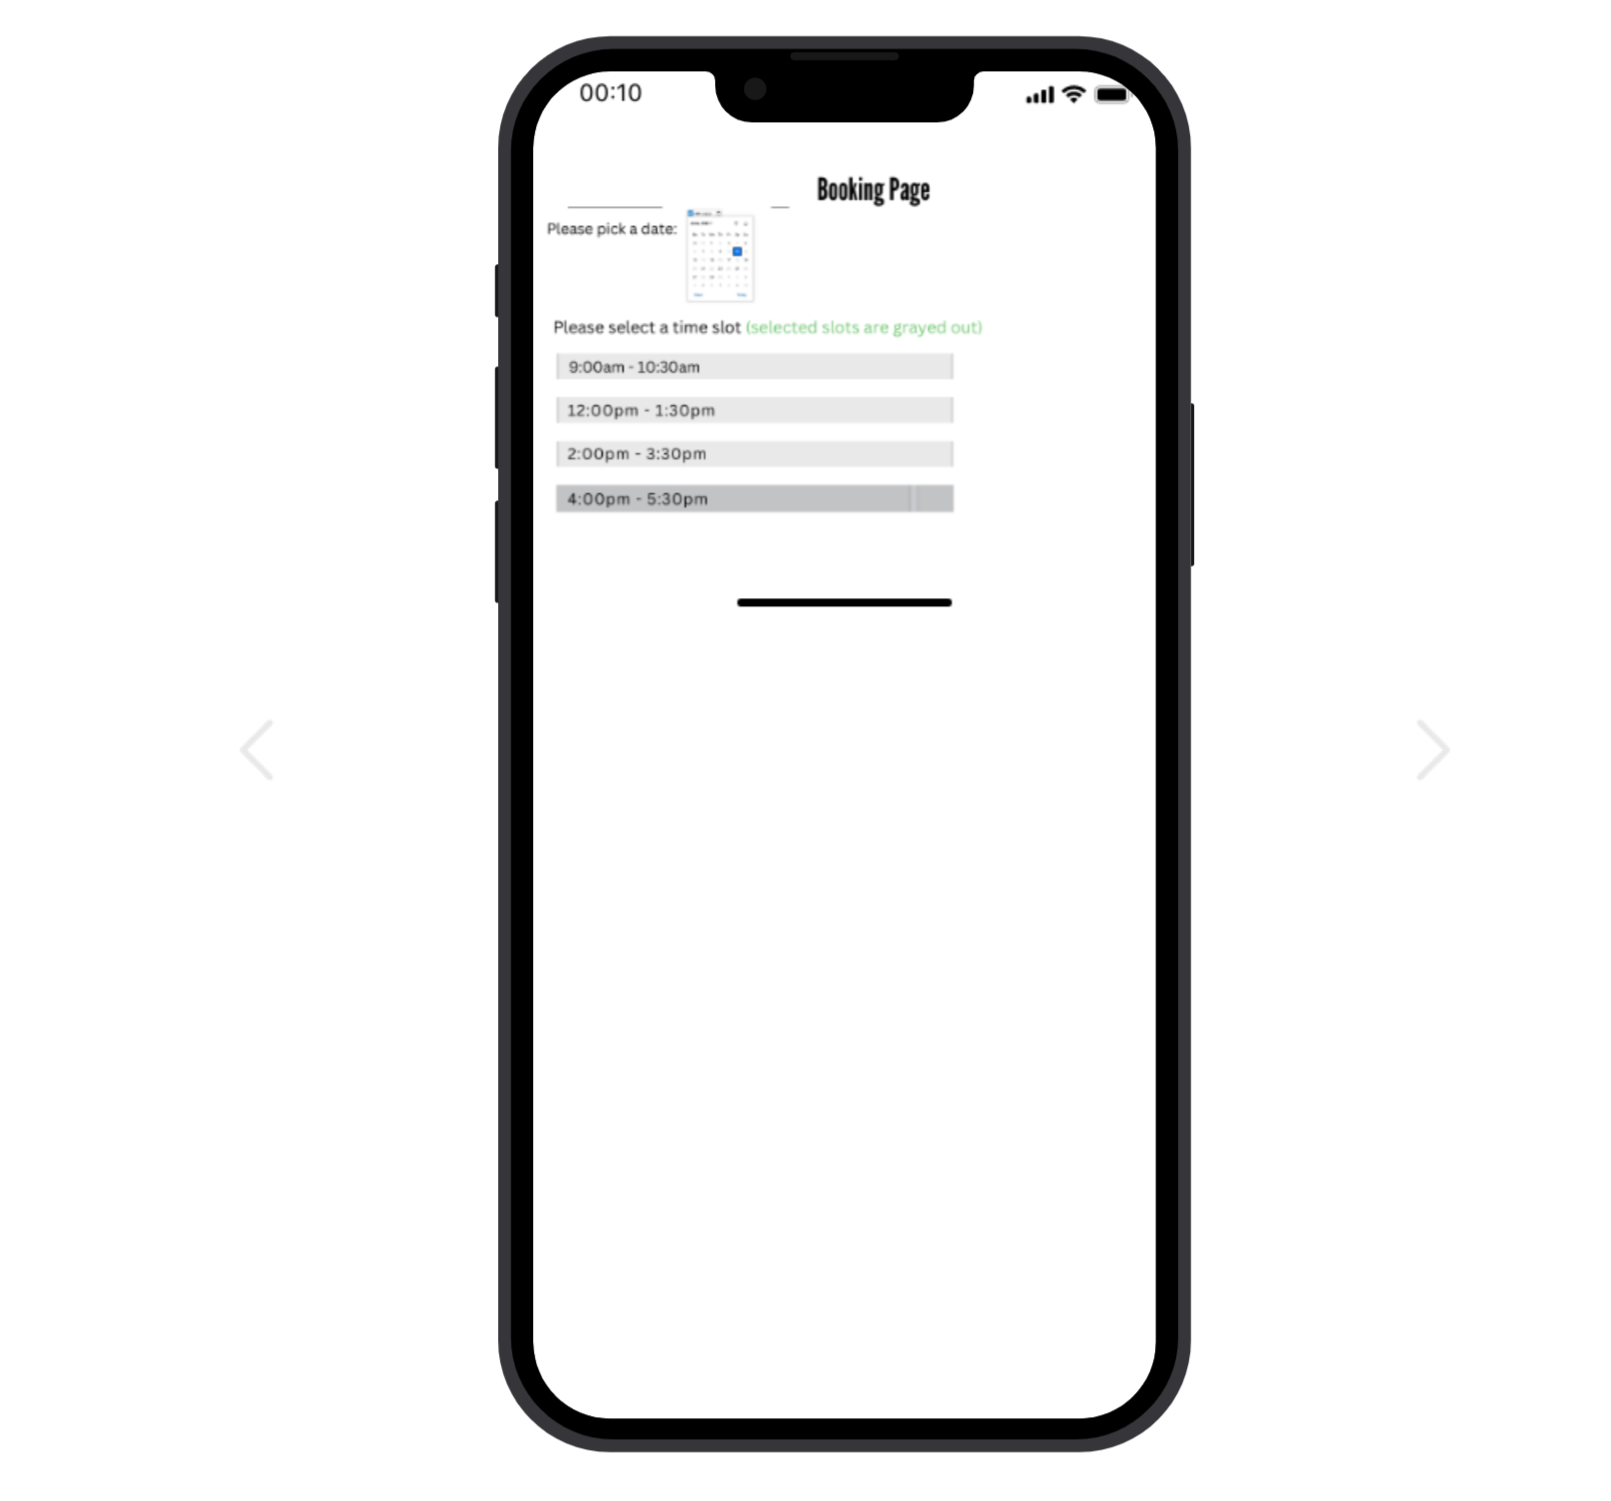 00:10
Booking Page
Please pick a date:
Please select a time slot (selected slots are grayed out)
9:00am - 10:30am
12:00pm - 1:30pm
2:00pm - 3:30pm
4:00pm - 5:30pm